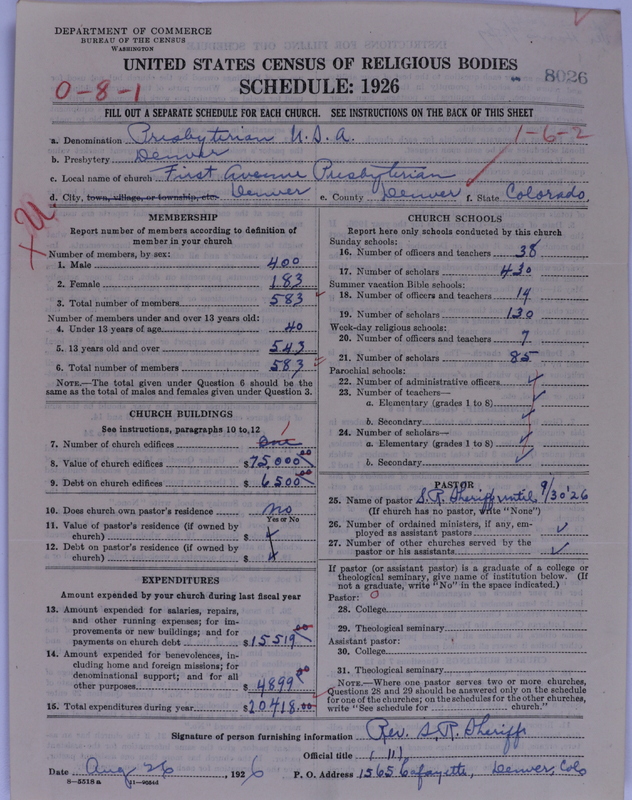 DEPARTMENT OF COMMERCE
BUREAU OF THE CENSUS
WASHINGTON
UNITED STATES CENSUS OF RELIGIOUS BODIES
SCHEDULE: 1926
8026
0-8-1
FILL OUT A SEPARATE SCHEDULE FOR EACH CHURCH. SEE INSTRUCTIONS ON THE BACK OF THIS SHEET
1-6-2
a. Denomination Presbyterian U.S.A.
b. Presbytery Denver
c. Local name of church First Avenue Presbyterian
d. City, town, village, or township, etc. Denver e. County Denver f. State Colorado
MEMBERSHIP
Report number of members according to definition of member in your church
Number of members, by sex:
1. Male 400
2. Female 183
3. Total number of members 583
Number of members under and over 13 years old:
4. Under 13 years of age 40
5. 13 years old and over 543
6. Total number of members 583
NOTE.—The total given under Question 6 should be the
same as the total of males and females given under Question 3.
CHURCH BUILDINGS
See instructions, paragraphs 10 to 12
7. Number of church edifices One 1
8. Value of church edifices $75,000.00
9. Debt on church edifices $6500.00
10. Does church own pastor's residence No
Yes or No
11. Value of pastor's residence (if owned by
church) $
12. Debt on pastor's residence (if owned by
church) $
EXPENDITURES
Amount expended by your church during last fiscal year
13. Amount expended for salaries, repairs,
and other running expenses; for im-
provements or new buildings; and for
payments on church debt $15519.00
14. Amount expended for benevolences, in-
cluding home and foreign missions; for
denominational support; and for all
other purposes $4899.00
15. Total expenditures during year $20418.00
CHURCH SCHOOLS
Report here only schools conducted by this church
Sunday schools:
16. Number of officers and teachers 38
17. Number of scholars 430
Summer vacation Bible schools:
18. Number of officers and teachers 14
19. Number of scholars 130
Week-day religious schools:
20. Number of officers and teachers 7
21. Number of scholars 85
Parochial schools:
22. Number of administrative officers
23. Number of teachers—
a. Elementary (grades 1 to 8)
b. Secondary
24. Number of scholars—
a. Elementary (grades 1 to 8)
b. Secondary
PASTOR
25. Name of pastor S. R. Sheriff until 9/30'26
(If church has no pastor, write "None")
26. Number of ordained ministers, if any, em-
ployed as assistant pastors
27. Number of other churches served by the
pastor or his assistants
If pastor (or assistant pastor) is a graduate of a college or
theological seminary, give name of institution below. (If
not a graduate, write "No" in the space indicated.)
Pastor:
28. College
29. Theological seminary
Assistant pastor:
30. College
31. Theological seminary
NOTE.—Where one pastor serves two or more churches,
Questions 28 and 29 should be answered only on the schedule
for one of the churches; on the schedules for the other churches,
write "See schedule for church."
Signature of person furnishing information Rev. S. R. Sheriff
Official title ( 11 )
Date Aug 26, 1926 P. O. Address 1565 Lafayette, Denver, Colo
8-5518a